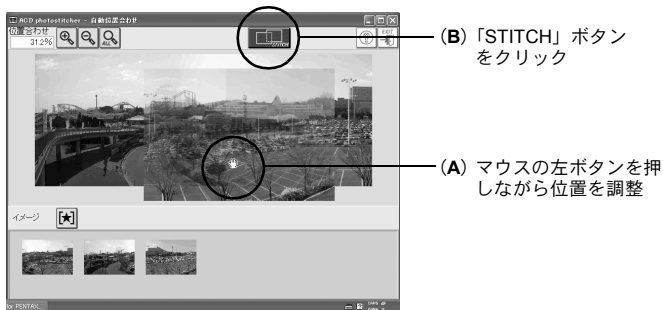 ACD photostitcher - 自動位置合わせ
位置合わせ
31.2%
ALL
STITCH
EXIT
(B)「STITCH」ボタン
をクリック
(A) マウスの左ボタンを押
しながら位置を調整
イメージ
for PENTAX...
CAPS
KANA